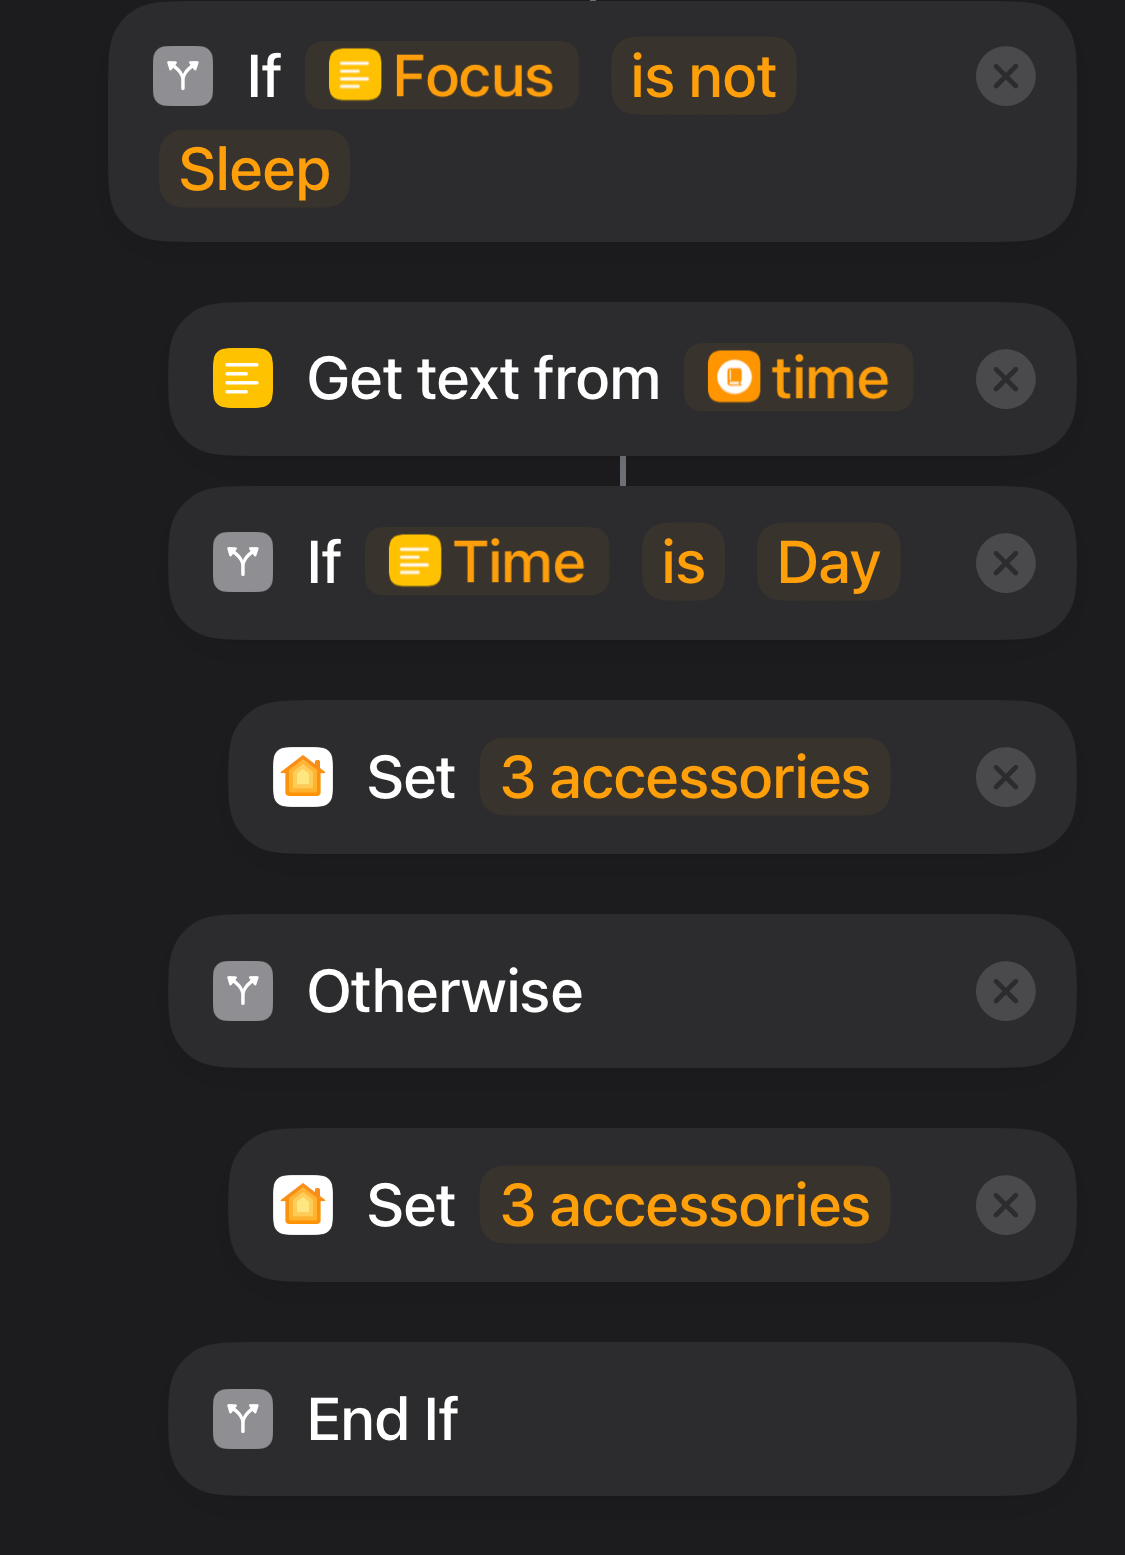 If Focus is not
Sleep
Get text from time
If Time is Day
Set 3 accessories
Otherwise
Set 3 accessories
End If